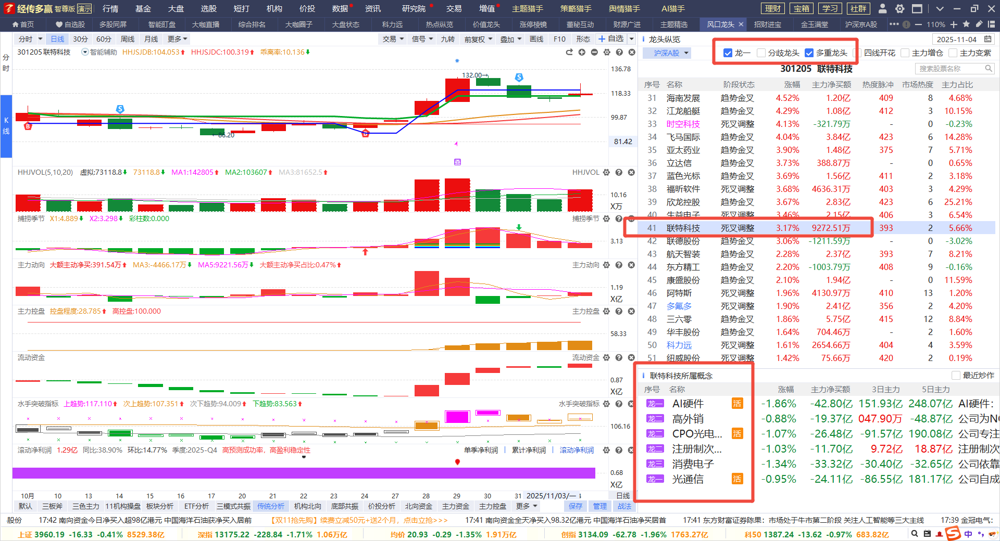 经传多赢 智尊版 演示 行情 基金 大盘 选股 短打 机构 价投 数据 资讯 研究院 交易 增值 主题猎手 策略猎手 舆情猎手 AI猎手 理财 宝箱 学习 社群
首页 自选股 多股同屏 智能盯盘 大咖直播 综合排名 大咖圈子 大盘状态 科力远 热点纵览 价值龙头 涨停棱镜 董秘互动 财源广进 主题精选 风口龙头 招财进宝 金玉满堂 沪深京A股 110%
分时 日线 30分 60分 周线 月线 更多 交易 信号 九转 前复权 叠加 画线 F10 形态 自选
分时
K线
301205 联特科技 智能辅助 HHJSJDB:104.053 HHJSJDC:100.319 乖离率:10.136
136.78
118.33
99.87
81.42
132.00→
S
S
B
←86.20
HHJVOL(5,10,20) 虚拟:73118.8 73118.8 MA1:142805 MA2:103607 MA3:81652.5 HHJVOL
10.16
X万
捕捞季节 X1:4.889 X2:3.298 彩柱数:0.000 捕捞季节
3.13
主力动向 大额主动净买:391.54万 MA3:-4466.17万 MA5:9221.56万 大额主动净买占比:0.47% 主力动向
1.19
X亿
主力控盘 控盘程度:28.785 高控盘:100.000 主力控盘
58.33
流动资金 流动资金
0.87
X亿
水手突破指标 上趋势:117.110 次上趋势:107.351 次下趋势:94.009 下趋势:83.563 水手突破指标
106.16
滚动净利润 1.29亿 同比:38.90% 环比:14.77% 季度:2025-Q4 高预测成功率，高盈利稳定性 单季净利润 累计净利润 滚动净利润
0.68
X亿
10月 10 13 14 15 16 17 20 21 22 23 24 27 28 29 30 31 2025/11/03/一 4 日线
默认 三板斧 三色主力 11机构操盘 板块分析 ETF分析 三模式共振 传统分析 机构北向 底部共振 价投分析 北向资金 主力资金 主力控盘 更多 保存 管理 战法
龙头纵览 2025-11-04
沪深A股 龙一 分歧龙头 多重龙头 四线开花 主力增仓 主力变紫
301205 联特科技 搜索股票名称
序号 名称 阶段状态 涨幅 主力净买额 热度脉冲 市场热度 主力占比
31 海南发展 趋势金叉 4.52% 1.20亿 409 8 4.68%
32 江龙船艇 趋势金叉 4.29% 1.08亿 412 3 10.15%
33 时空科技 死叉调整 4.13% -321.79万 - 0 -0.23%
34 飞马国际 趋势金叉 4.04% 3.84亿 423 6 14.28%
35 亚太药业 趋势金叉 3.90% 1.48亿 375 7 5.71%
36 立达信 趋势金叉 3.73% 388.87万 - 0 0.65%
37 蓝色光标 趋势金叉 3.69% 1.56亿 411 2 3.18%
38 福昕软件 死叉调整 3.68% 4636.31万 403 3 4.29%
39 欣龙控股 趋势金叉 3.67% 2.83亿 423 6 25.21%
40 生益电子 死叉调整 3.46% 2.15亿 406 3 6.54%
41 联特科技 死叉调整 3.17% 9272.51万 393 2 5.66%
42 联德股份 趋势金叉 3.06% -1211.59万 - 0 -3.02%
43 航天智装 趋势金叉 2.28% 2.37亿 393 7 8.21%
44 东方精工 死叉调整 2.20% -1003.79万 408 9 -0.16%
45 康盛股份 趋势金叉 2.10% 1.94亿 - 0 11.59%
46 阿特斯 死叉调整 1.96% 4130.97万 410 13 1.20%
47 多氟多 死叉调整 1.90% 2.41亿 356 2 4.20%
48 三六零 趋势金叉 1.86% 5.75亿 415 12 8.84%
49 华丰股份 趋势金叉 1.64% 704.46万 - 2 1.60%
50 科力远 死叉调整 1.61% 2654.66万 404 4 3.59%
51 纽威股份 死叉调整 1.42% 75.66万 420 2 0.19%
联特科技所属概念 最近炒作
序号 名称 涨幅 主力净买额 3日主力 5日主力
龙一 AI硬件 活 -1.86% -42.80亿 151.93亿 248.07亿 AI硬件：
龙二 高外销 -0.88% -19.37亿 047.90万 -48.87亿 公司为N
龙二 CPO光电... 活 -1.07% -26.48亿 -91.57亿 190.08亿 公司专注
龙二 注册制次... -1.03% -11.70亿 9.72亿 18.87亿 注册制次
龙三 消费电子 -1.34% -33.32亿 -30.40亿 -32.65亿 公司依靠
龙一 光通信 活 -0.95% -24.11亿 -86.55亿 181.17亿 公司自成
股份 17:42 南向资金今日净买入超98亿港元 中国海洋石油获净买入居前 【双11抢先购】续费立减50元+送2个月，点击立抢>>> 17:41 南向资金全天净买入98.32亿港元 中国海洋石油净买居首 17:41 东方财富证券陈果：市场处于牛市第二阶段 关注人工智能等三大主线 17:39 金冠电气：
上证 3960.19 -16.33 -0.41% 8529.38亿 深指 13175.22 -228.84 -1.71% 1.06万亿 均价 20.93 -0.29 -1.35% 1.91万亿 创指 3134.09 -62.78 -1.96% 1763.27亿 科50 1387.24 -13.62 -0.97% 683.82亿 中